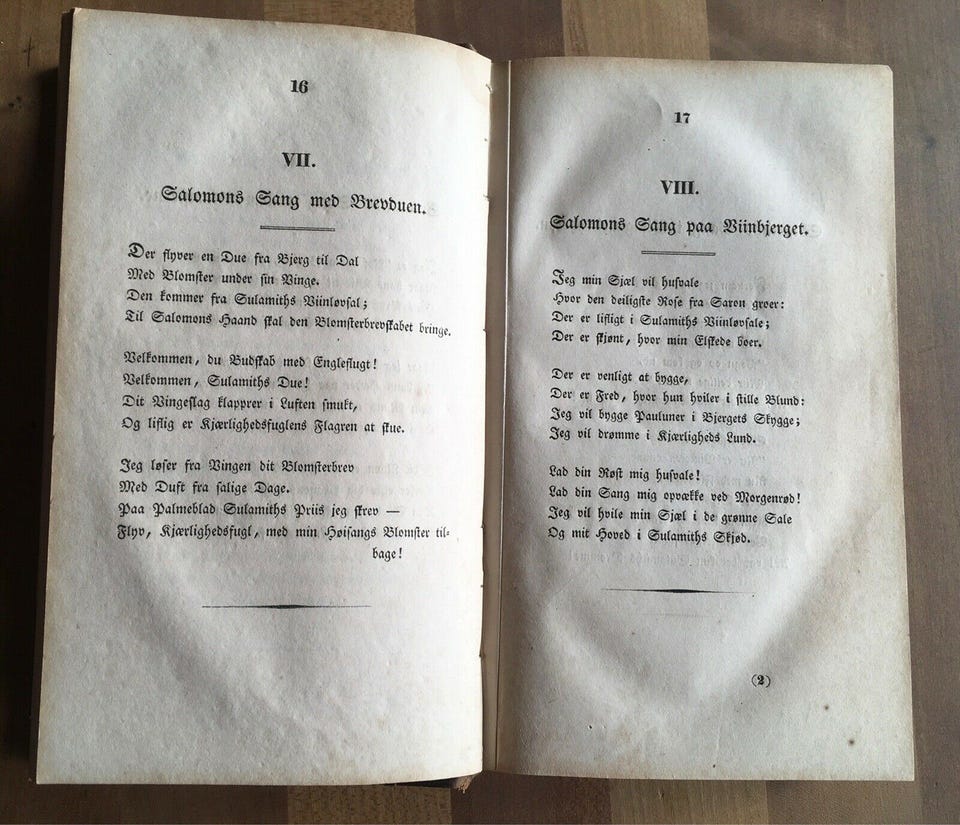 16
VII.
Salomons Sang med Brevduen.
Der flyver en Due fra Bjerg til Dal
Med Blomster under sin Vinge.
Den kommer fra Sulamiths Viinløvsal;
Til Salomons Haand skal den Blomsterbrevskabet bringe.
Velkommen, du Budskab med Engleflugt!
Velkommen, Sulamiths Due!
Dit Vingeslag klapprer i Luften smukt,
Og liflig er Kjærlighedsfuglens Flagren at skue.
Jeg løser fra Vingen dit Blomsterbrev
Med Duft fra salige Dage.
Paa Palmeblad Sulamiths Priis jeg skrev —
Flyv, Kjærlighedsfugl, med min Høisangs Blomster til-
bage!
17
VIII.
Salomons Sang paa Viinbjerget.
Jeg min Sjæl vil husvale
Hvor den deiligste Rose fra Saron groer:
Der er lifligt i Sulamiths Viinløvsale;
Der er skjønt, hvor min Elskede boer.
Der er venligt at bygge,
Der er Fred, hvor hun hviler i stille Blund:
Jeg vil bygge Pauluner i Bjergets Skygge;
Jeg vil drømme i Kjærligheds Lund.
Lad din Røst mig husvale!
Lad din Sang mig opvække ved Morgenrød!
Jeg vil hvile min Sjæl i de grønne Sale
Og mit Hoved i Sulamiths Skjød.
(2)